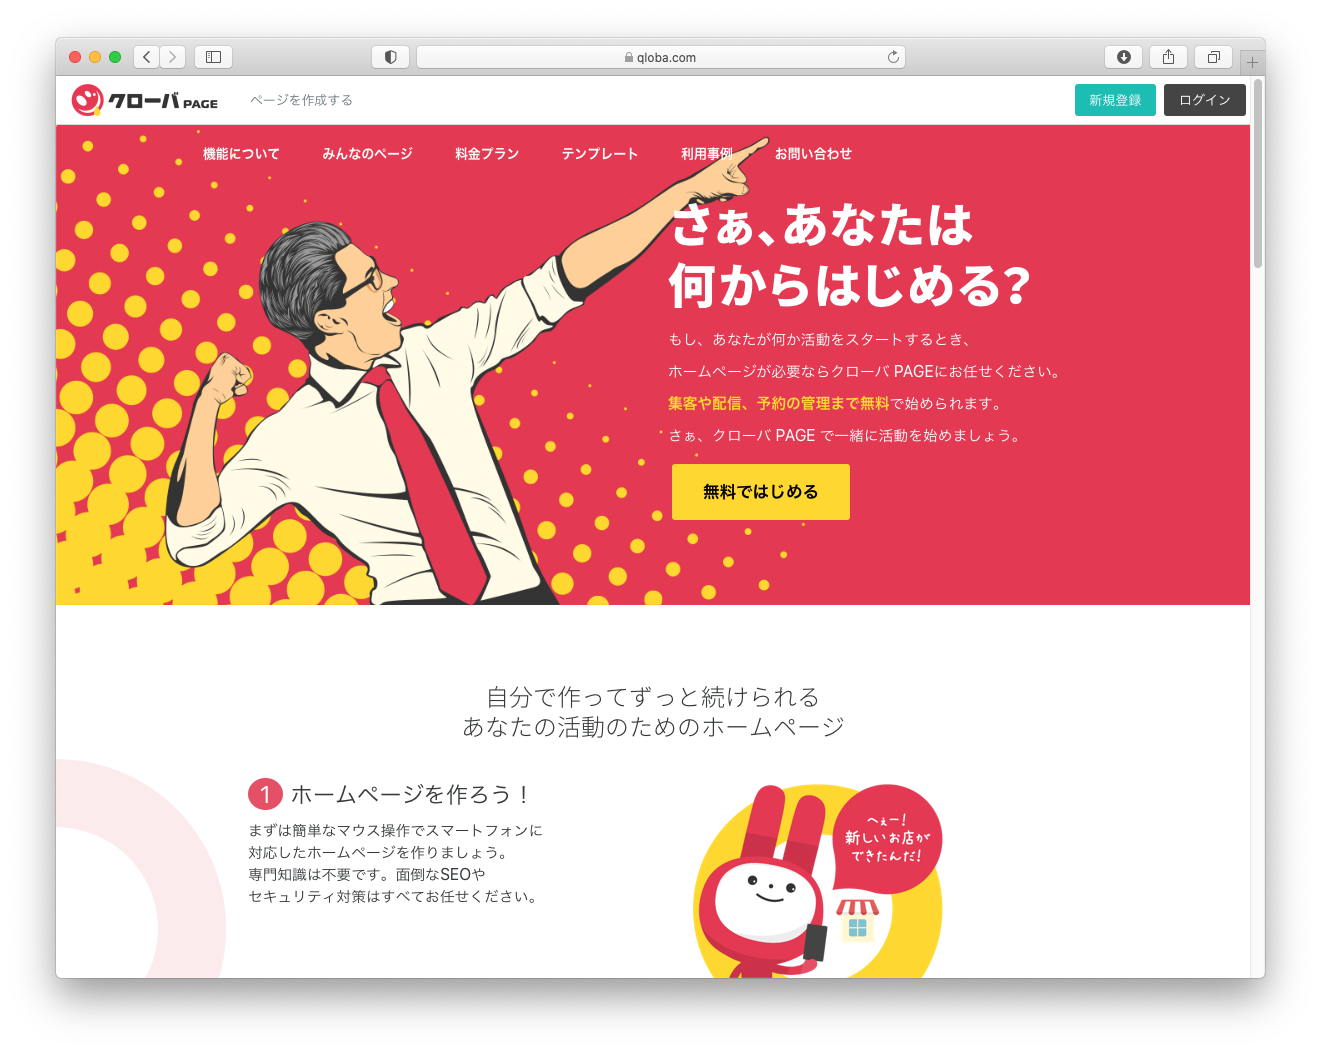 qloba.com
クローバ PAGE
ページを作成する
新規登録
ログイン
機能について
みんなのページ
料金プラン
テンプレート
利用事例
お問い合わせ
さぁ、あなたは
何からはじめる?
もし、あなたが何か活動をスタートするとき、
ホームページが必要ならクローバ PAGEにお任せください。
集客や配信、予約の管理まで無料で始められます。
さぁ、クローバ PAGE で一緒に活動を始めましょう。
無料ではじめる
自分で作ってずっと続けられる
あなたの活動のためのホームページ
1 ホームページを作ろう！
まずは簡単なマウス操作でスマートフォンに
対応したホームページを作りましょう。
専門知識は不要です。面倒なSEOや
セキュリティ対策はすべてお任せください。
へぇー!
新しいお店が
できたんだ!